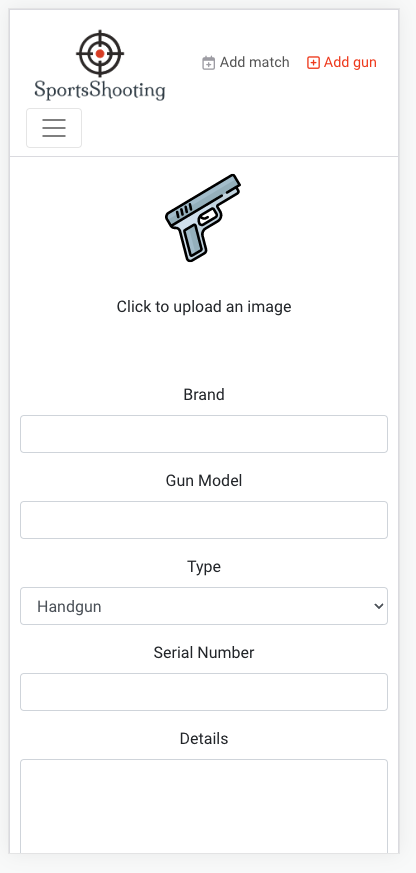 SportsShooting
Add match
Add gun
Click to upload an image
Brand
Gun Model
Type
Handgun
Serial Number
Details